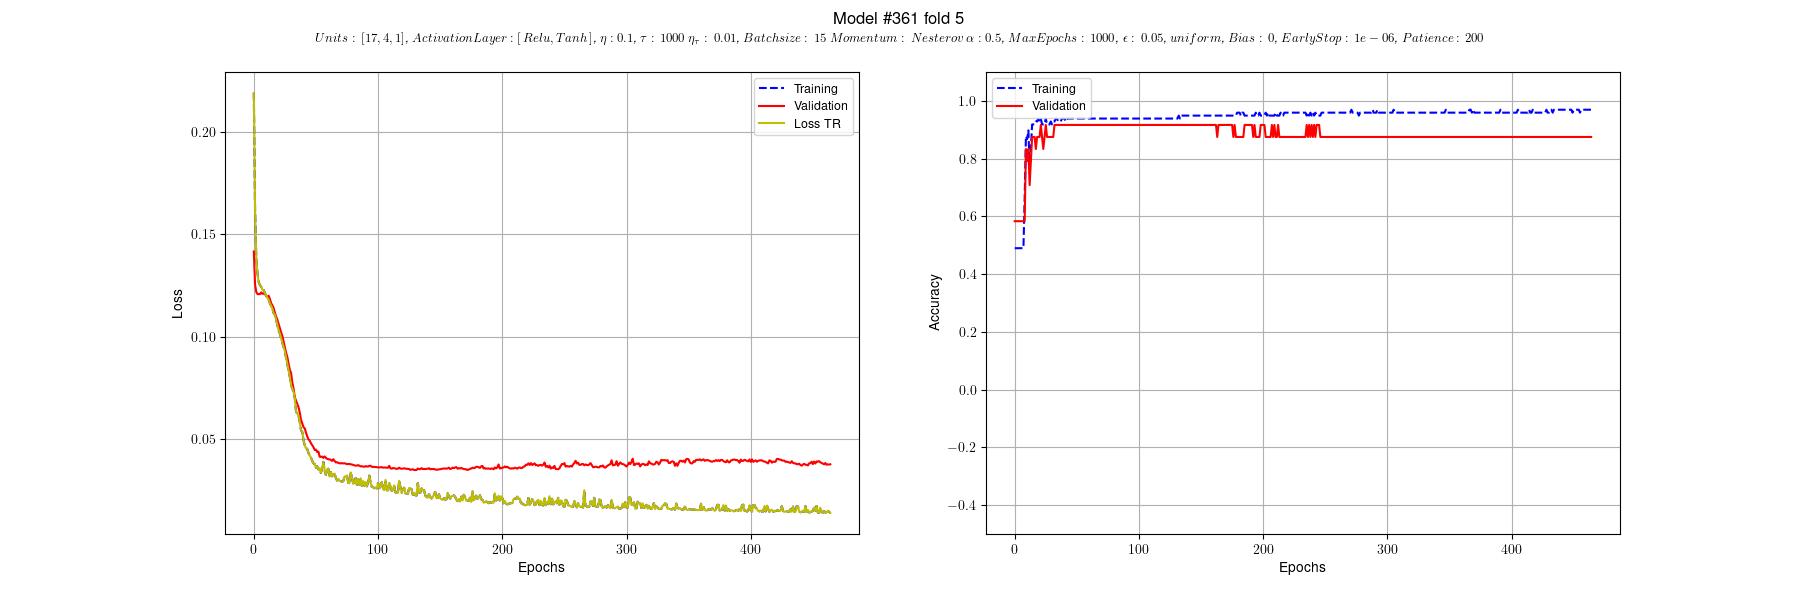 Model #361 fold 5
Units : [17, 4, 1], ActivationLayer : [ Relu, Tanh ], η : 0.1, τ : 1000 η_τ : 0.01, Batchsize : 15 Momentum : Nesterov α : 0.5, MaxEpochs : 1000, ϵ : 0.05, uniform, Bias : 0, EarlyStop : 1e − 06, Patience : 200
Training
Validation
Loss TR
0.20
0.15
0.10
0.05
Loss
0 100 200 300 400
Epochs
Training
Validation
1.0
0.8
0.6
0.4
0.2
0.0
−0.2
−0.4
Accuracy
0 100 200 300 400
Epochs